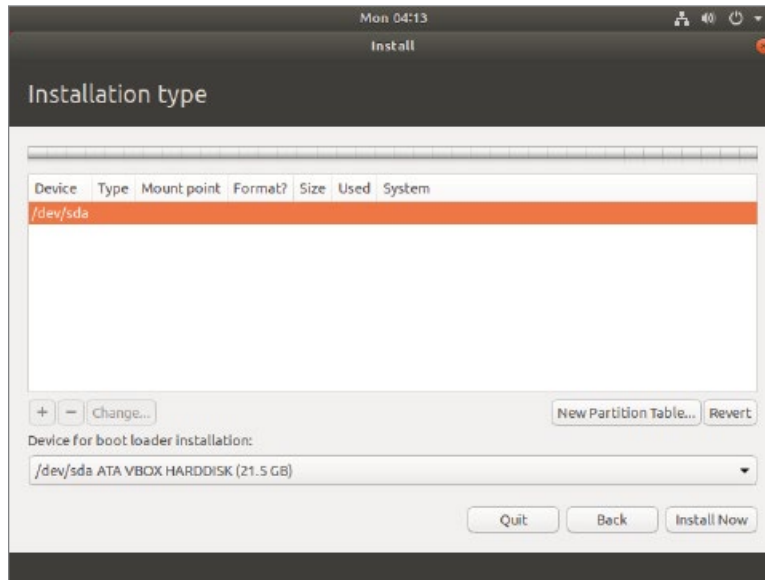 Mon 04:13
Install
Installation type
Device Type Mount point Format? Size Used System
/dev/sda
+ - Change... New Partition Table... Revert
Device for boot loader installation:
/dev/sda ATA VBOX HARDDISK (21.5 GB)
Quit Back Install Now